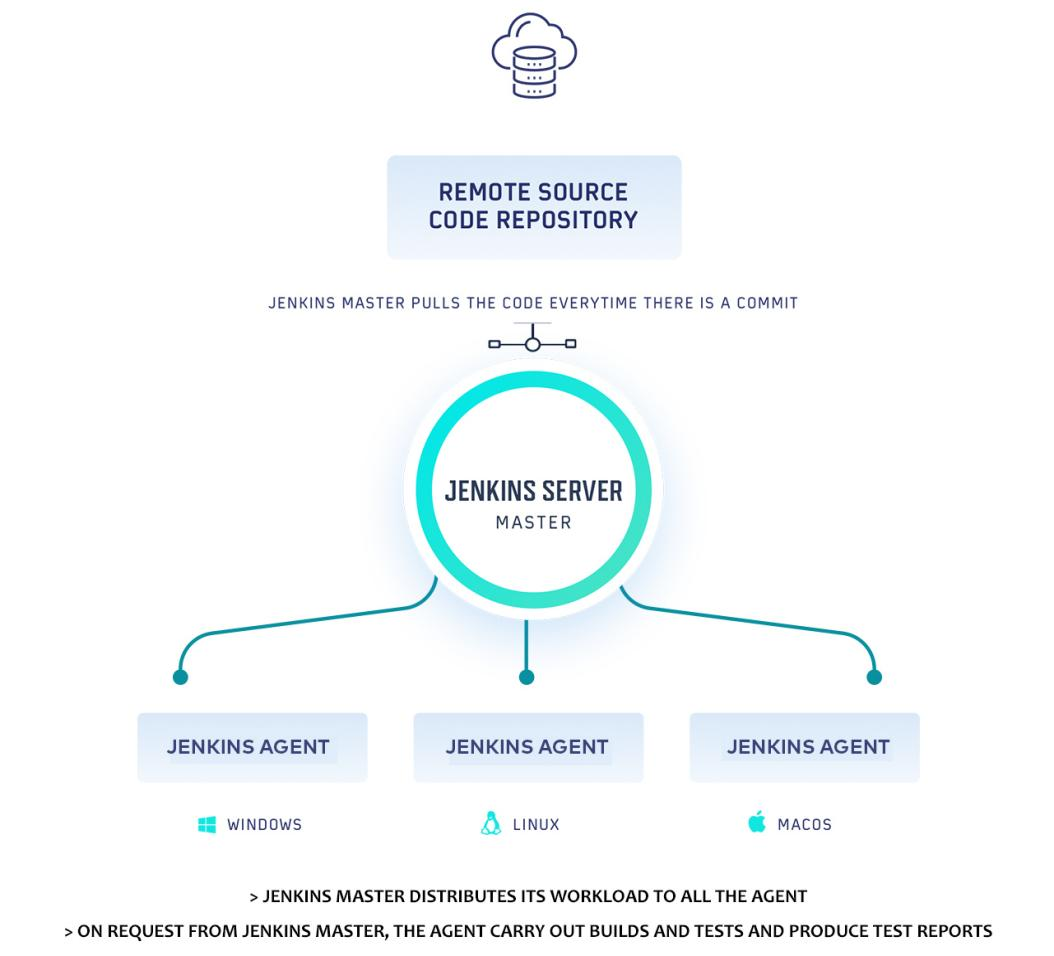 REMOTE SOURCE
CODE REPOSITORY
JENKINS MASTER PULLS THE CODE EVERYTIME THERE IS A COMMIT
JENKINS SERVER
MASTER
JENKINS AGENT
JENKINS AGENT
JENKINS AGENT
WINDOWS
LINUX
MACOS
> JENKINS MASTER DISTRIBUTES ITS WORKLOAD TO ALL THE AGENT
> ON REQUEST FROM JENKINS MASTER, THE AGENT CARRY OUT BUILDS AND TESTS AND PRODUCE TEST REPORTS